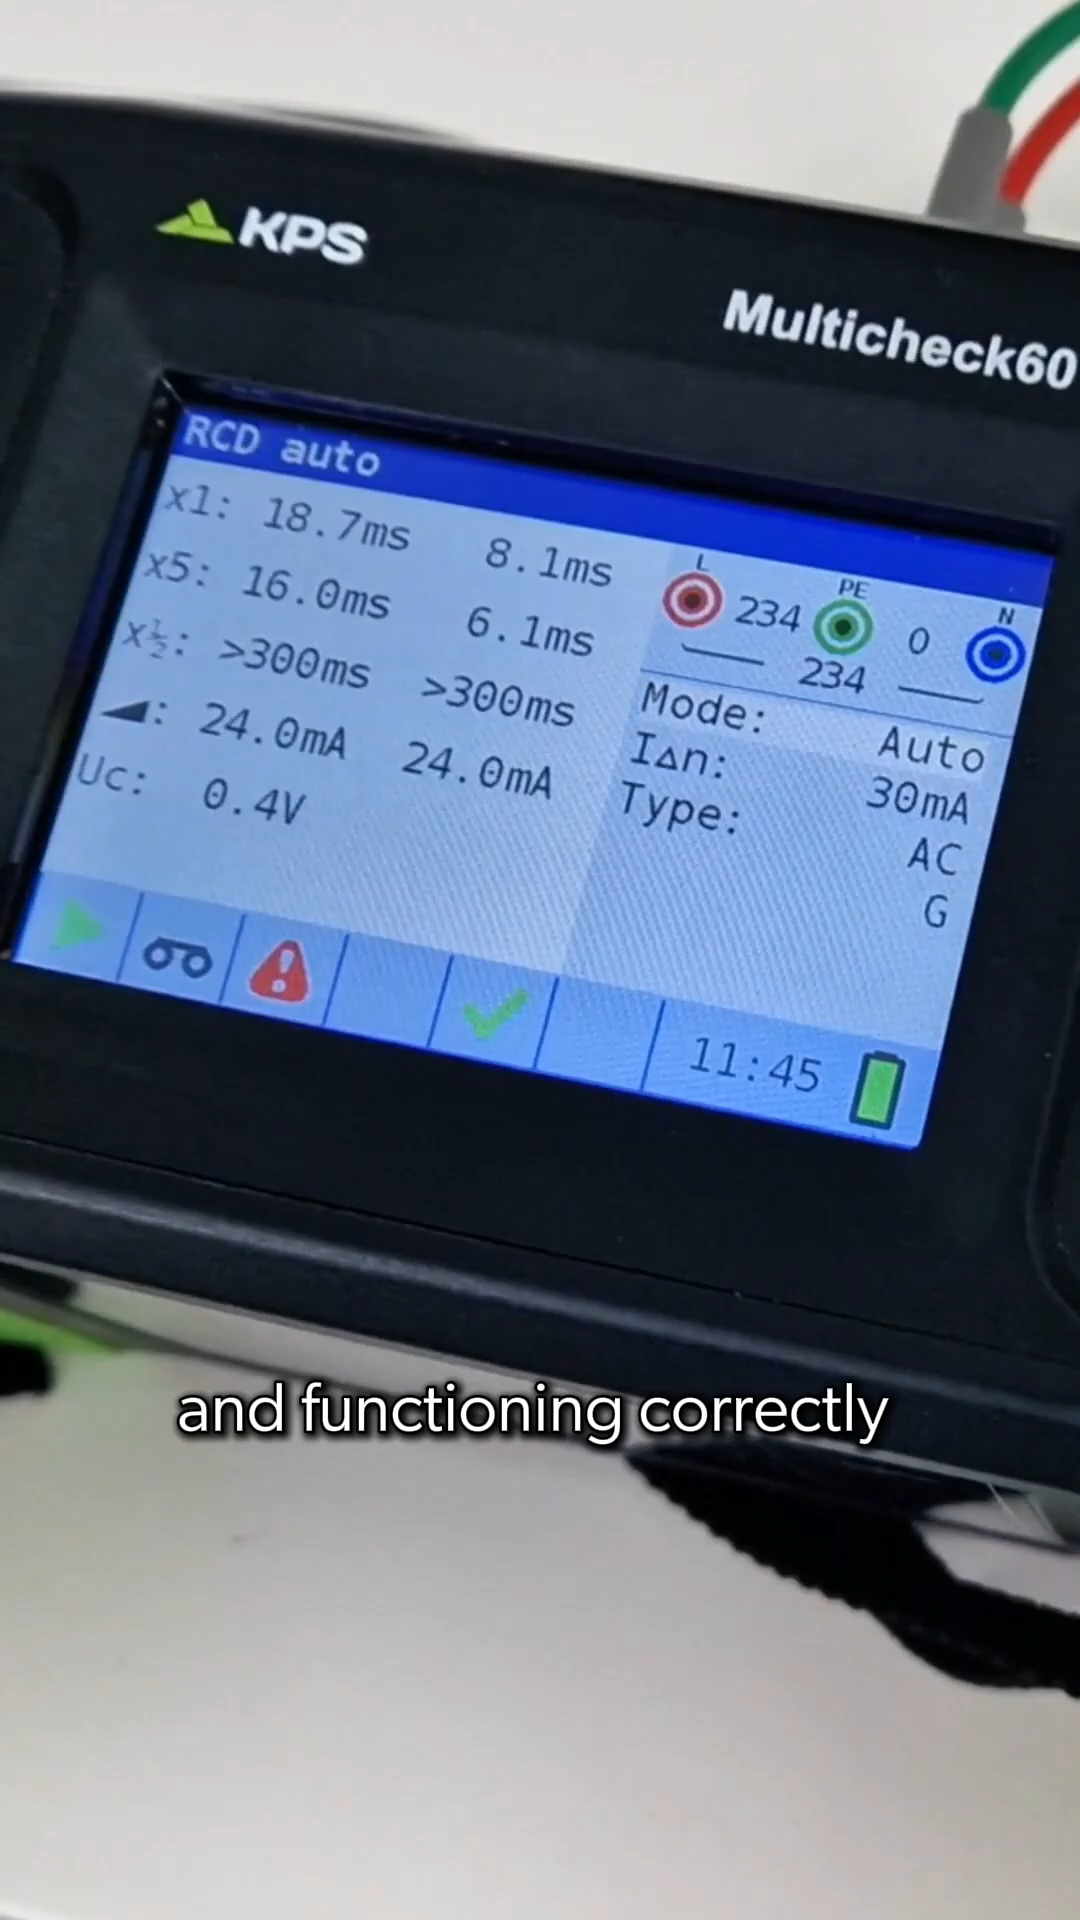 KPS
Multicheck60
RCD auto
x1: 18.7ms 8.1ms
x5: 16.0ms 6.1ms
x½: >300ms >300ms
◢: 24.0mA 24.0mA
Uc: 0.4V
L PE N
234 0
234
Mode: Auto
I∆n: 30mA
Type: AC
G
11:45
and functioning correctly